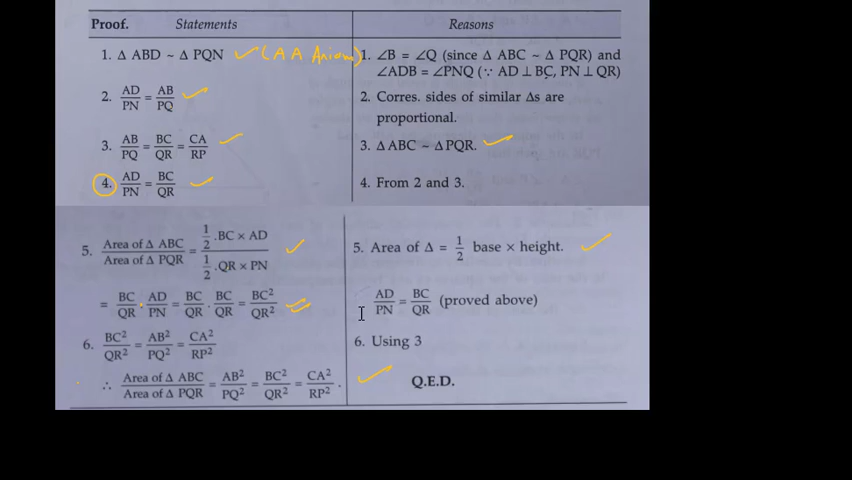 Proof. Statements Reasons
1. Δ ABD ~ Δ PQN (AA Axiom) 1. ∠B = ∠Q (since Δ ABC ~ Δ PQR) and
∠ADB = ∠PNQ (∵ AD ⊥ BC, PN ⊥ QR)
2. AD/PN = AB/PQ 2. Corres. sides of similar Δs are
proportional.
3. AB/PQ = BC/QR = CA/RP 3. Δ ABC ~ Δ PQR.
4. AD/PN = BC/QR 4. From 2 and 3.
5. Area of Δ ABC/Area of Δ PQR = 1/2 . BC × AD/1/2 . QR × PN 5. Area of Δ = 1/2 base × height.
= BC/QR . AD/PN = BC/QR . BC/QR = BC²/QR² AD/PN = BC/QR (proved above)
6. BC²/QR² = AB²/PQ² = CA²/RP² 6. Using 3
∴ Area of Δ ABC/Area of Δ PQR = AB²/PQ² = BC²/QR² = CA²/RP² . Q.E.D.